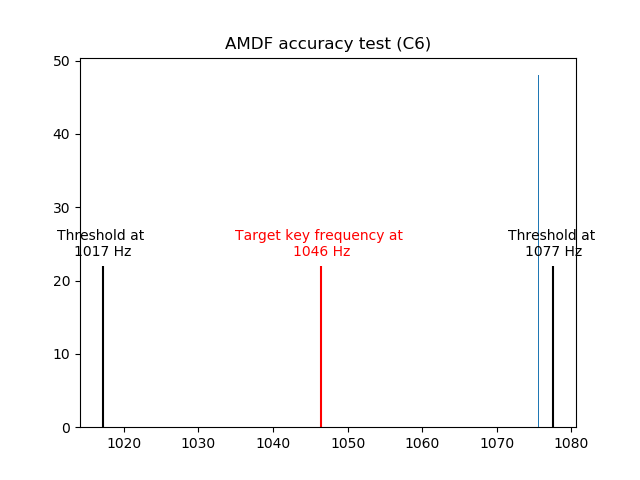 AMDF accuracy test (C6)
50
40
30
20
10
0
Threshold at
1017 Hz
Target key frequency at
1046 Hz
Threshold at
1077 Hz
1020 1030 1040 1050 1060 1070 1080